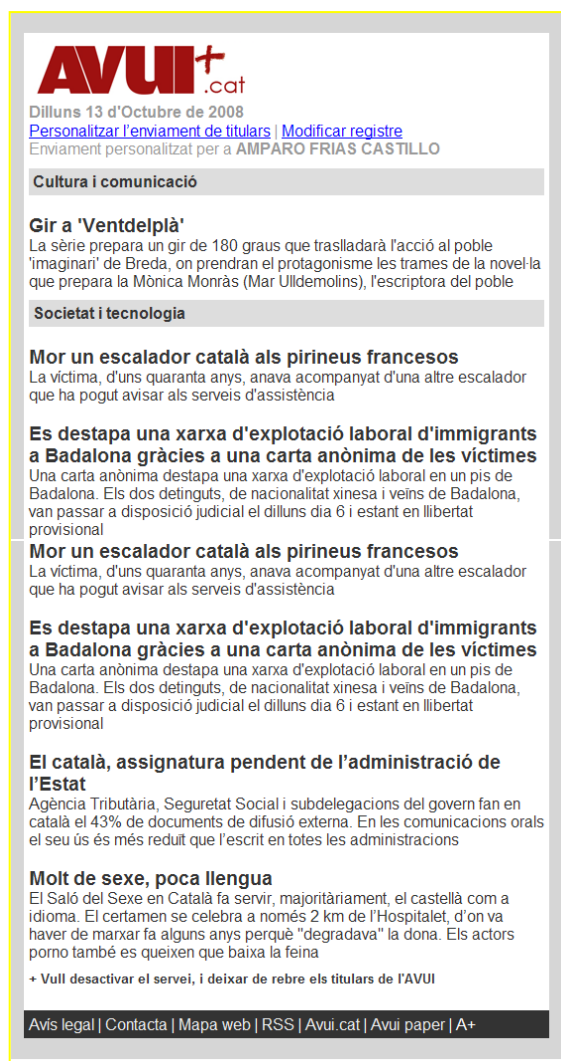 AVUI+
.cat
Dilluns 13 d'Octubre de 2008
Personalitzar l'enviament de titulars | Modificar registre
Enviament personalitzat per a AMPARO FRIAS CASTILLO
Cultura i comunicació
Gir a 'Ventdelplà'
La sèrie prepara un gir de 180 graus que traslladarà l'acció al poble
'imaginari' de Breda, on prendran el protagonisme les trames de la novel·la
que prepara la Mònica Monràs (Mar Ulldemolins), l'escriptora del poble
Societat i tecnologia
Mor un escalador català als pirineus francesos
La víctima, d'uns quaranta anys, anava acompanyat d'una altre escalador
que ha pogut avisar als serveis d'assistència
Es destapa una xarxa d'explotació laboral d'immigrants
a Badalona gràcies a una carta anònima de les víctimes
Una carta anònima destapa una xarxa d'explotació laboral en un pis de
Badalona. Els dos detinguts, de nacionalitat xinesa i veïns de Badalona,
van passar a disposició judicial el dilluns dia 6 i estant en llibertat
provisional
Mor un escalador català als pirineus francesos
La víctima, d'uns quaranta anys, anava acompanyat d'una altre escalador
que ha pogut avisar als serveis d'assistència
Es destapa una xarxa d'explotació laboral d'immigrants
a Badalona gràcies a una carta anònima de les víctimes
Una carta anònima destapa una xarxa d'explotació laboral en un pis de
Badalona. Els dos detinguts, de nacionalitat xinesa i veïns de Badalona,
van passar a disposició judicial el dilluns dia 6 i estant en llibertat
provisional
El català, assignatura pendent de l’administració de
l’Estat
Agència Tributària, Seguretat Social i subdelegacions del govern fan en
català el 43% de documents de difusió externa. En les comunicacions orals
el seu ús és més reduït que l’escrit en totes les administracions
Molt de sexe, poca llengua
El Saló del Sexe en Català fa servir, majoritàriament, el castellà com a
idioma. El certamen se celebra a només 2 km de l’Hospitalet, d’on va
haver de marxar fa alguns anys perquè "degradava" la dona. Els actors
porno també es queixen que baixa la feina
+ Vull desactivar el servei, i deixar de rebre els titulars de l'AVUI
Avís legal | Contacta | Mapa web | RSS | Avui.cat | Avui paper | A+